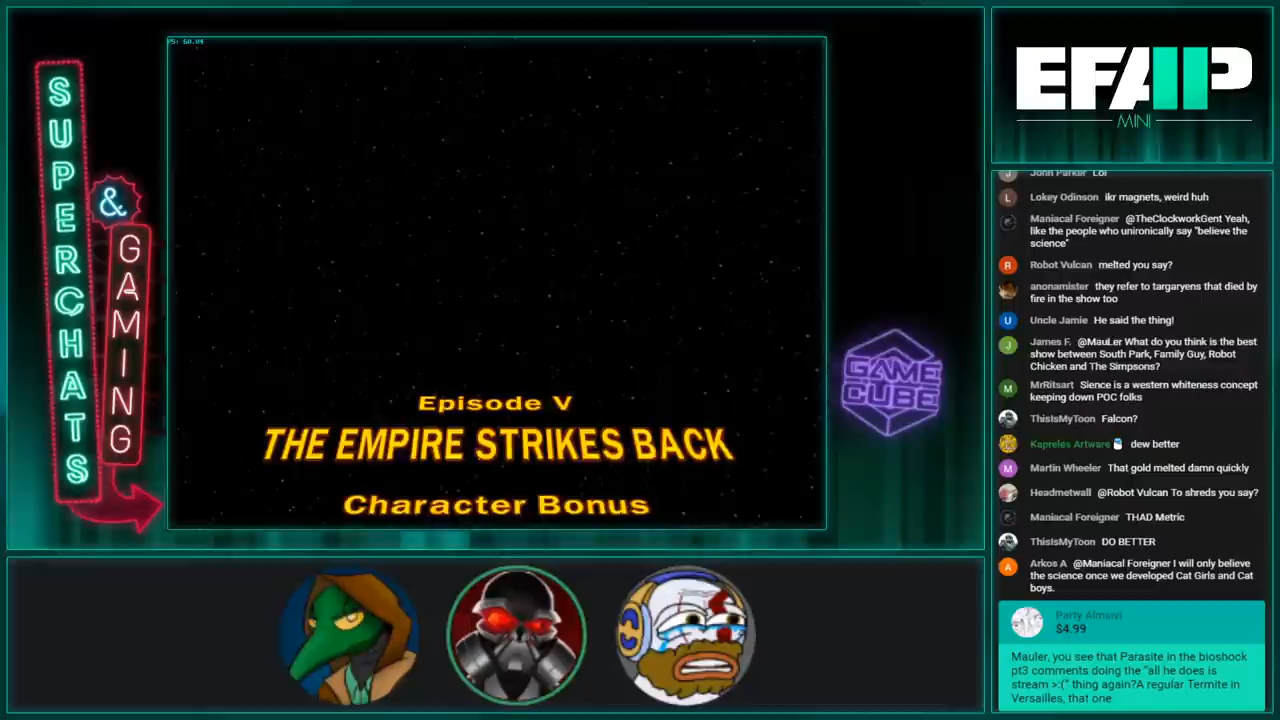 FPS: 60.04
SUPERCHATS
&
GAMING
Episode V
THE EMPIRE STRIKES BACK
Character Bonus
GAME
CUBE
EFAP
MINI
John Parker Lol
L Lokey Odinson ikr magnets, weird huh
Maniacal Foreigner @TheClockworkGent Yeah,
like the people who unironically say "believe the
science"
R Robot Vulcan melted you say?
anonamister they refer to targaryens that died by
fire in the show too
U Uncle Jamie He said the thing!
J James F. @MauLer What do you think is the best
show between South Park, Family Guy, Robot
Chicken and The Simpsons?
M MrRitsart Sience is a western whiteness concept
keeping down POC folks
ThisIsMyToon Falcon?
Kapreles Artware dew better
M Martin Wheeler That gold melted damn quickly
Headmetwall @Robot Vulcan To shreds you say?
Maniacal Foreigner THAD Metric
ThisIsMyToon DO BETTER
A Arkos A @Maniacal Foreigner I will only believe
the science once we developed Cat Girls and Cat
boys.
Party Almsivi
$4.99
Mauler, you see that Parasite in the bioshock
pt3 comments doing the "all he does is
stream >:(" thing again?A regular Termite in
Versailles, that one